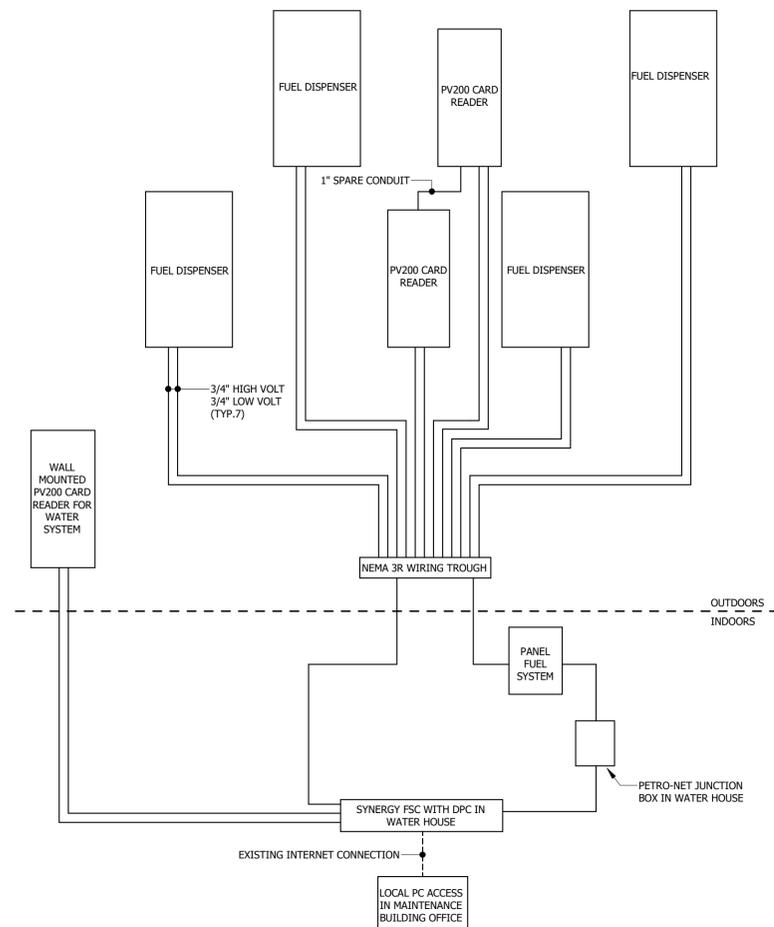 FUEL DISPENSER
PV200 CARD
READER
FUEL DISPENSER
1" SPARE CONDUIT
FUEL DISPENSER
PV200 CARD
READER
FUEL DISPENSER
3/4" HIGH VOLT
3/4" LOW VOLT
(TYP.7)
WALL
MOUNTED
PV200 CARD
READER FOR
WATER
SYSTEM
NEMA 3R WIRING TROUGH
OUTDOORS
INDOORS
PANEL
FUEL
SYSTEM
PETRO-NET JUNCTION
BOX IN WATER HOUSE
SYNERGY FSC WITH DPC IN
WATER HOUSE
EXISTING INTERNET CONNECTION
LOCAL PC ACCESS
IN MAINTENANCE
BUILDING OFFICE